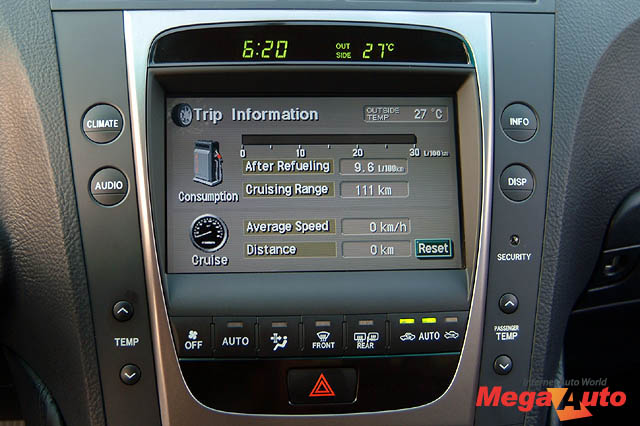 6:20 OUT SIDE 27°C
Trip Information
OUTSIDE TEMP 27 °C
0 10 20 30 L/100km
After Refueling 9.6 L/100km
Cruising Range 111 km
Consumption
Average Speed 0 km/h
Distance 0 km
Reset
Cruise
CLIMATE
AUDIO
INFO
DISP
SECURITY
TEMP
PASSENGER TEMP
OFF
AUTO
FRONT
REAR
AUTO
Internet Auto World
MegaAuto